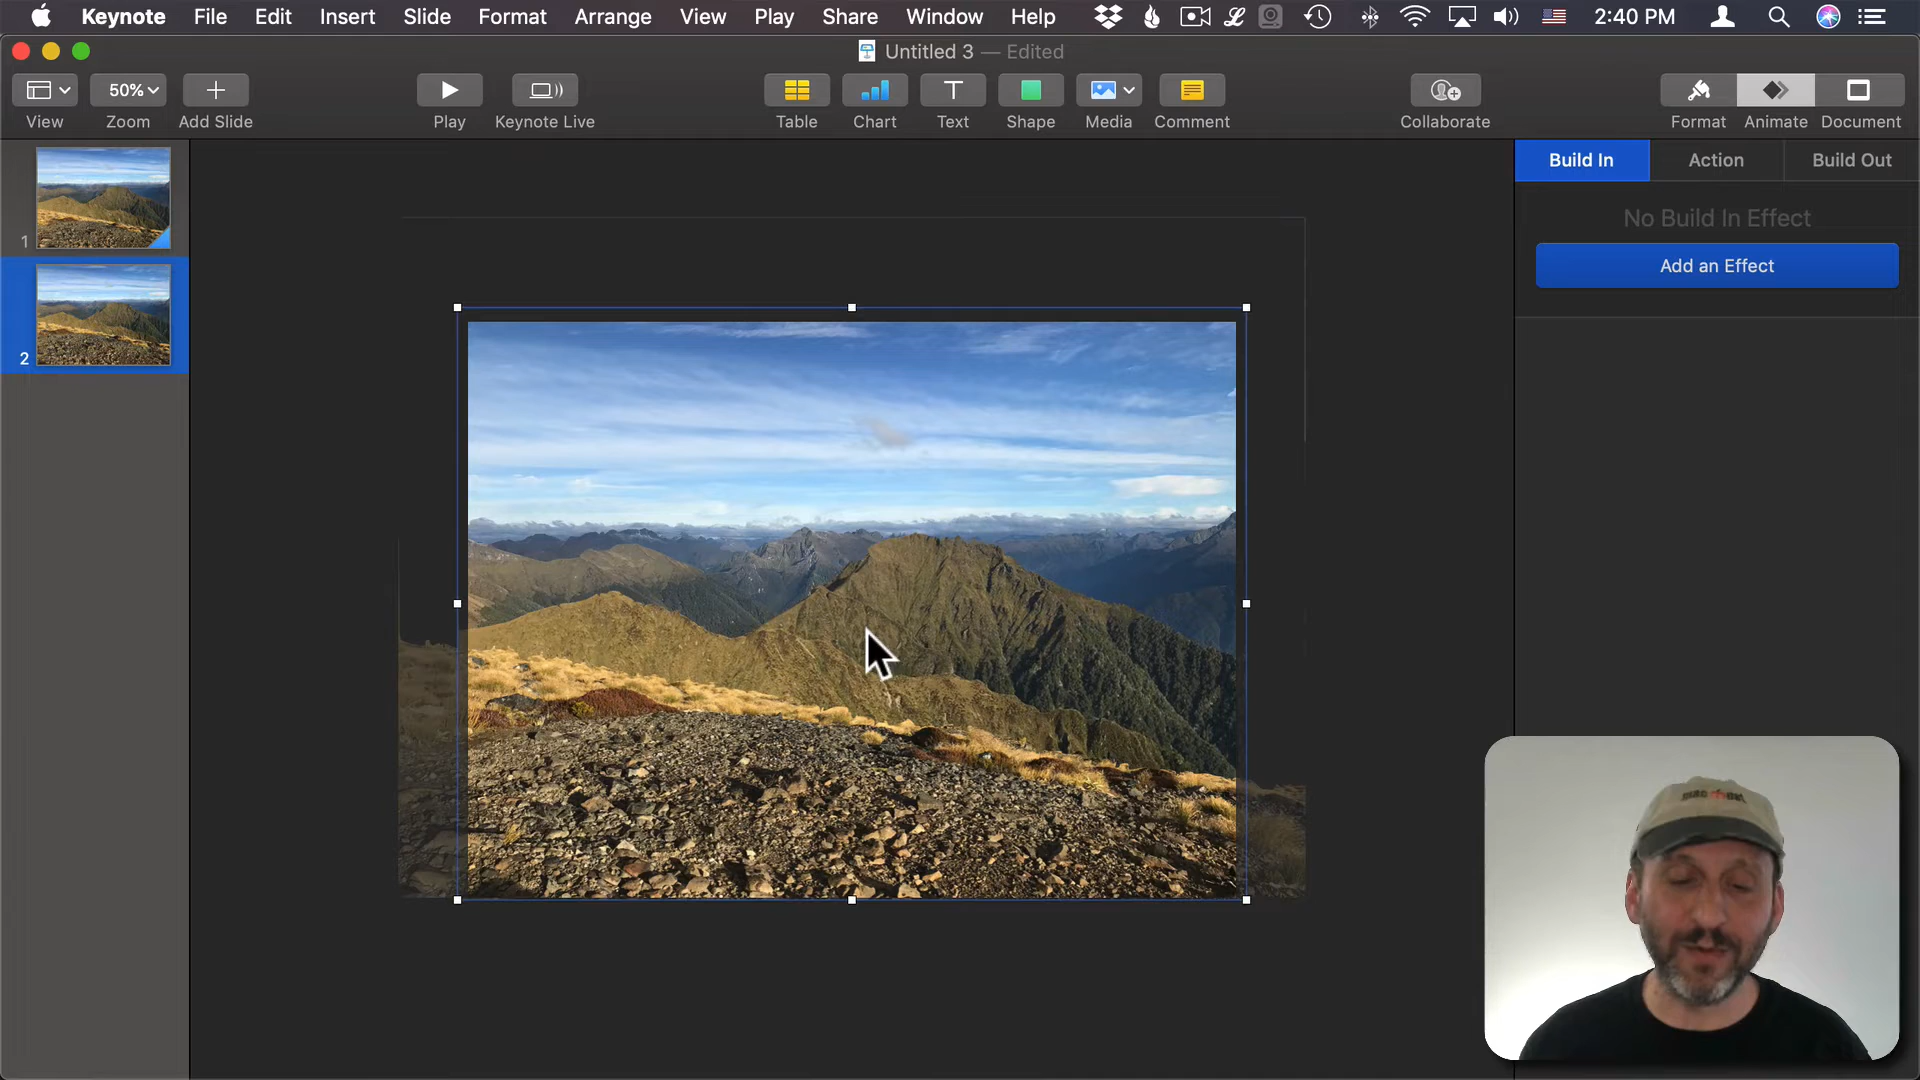 Keynote File Edit Insert Slide Format Arrange View Play Share Window Help 2:40 PM
Untitled 3 — Edited
50%
View Zoom Add Slide Play Keynote Live Table Chart Text Shape Media Comment Collaborate Format Animate Document
Build In Action Build Out
No Build In Effect
Add an Effect
1
2